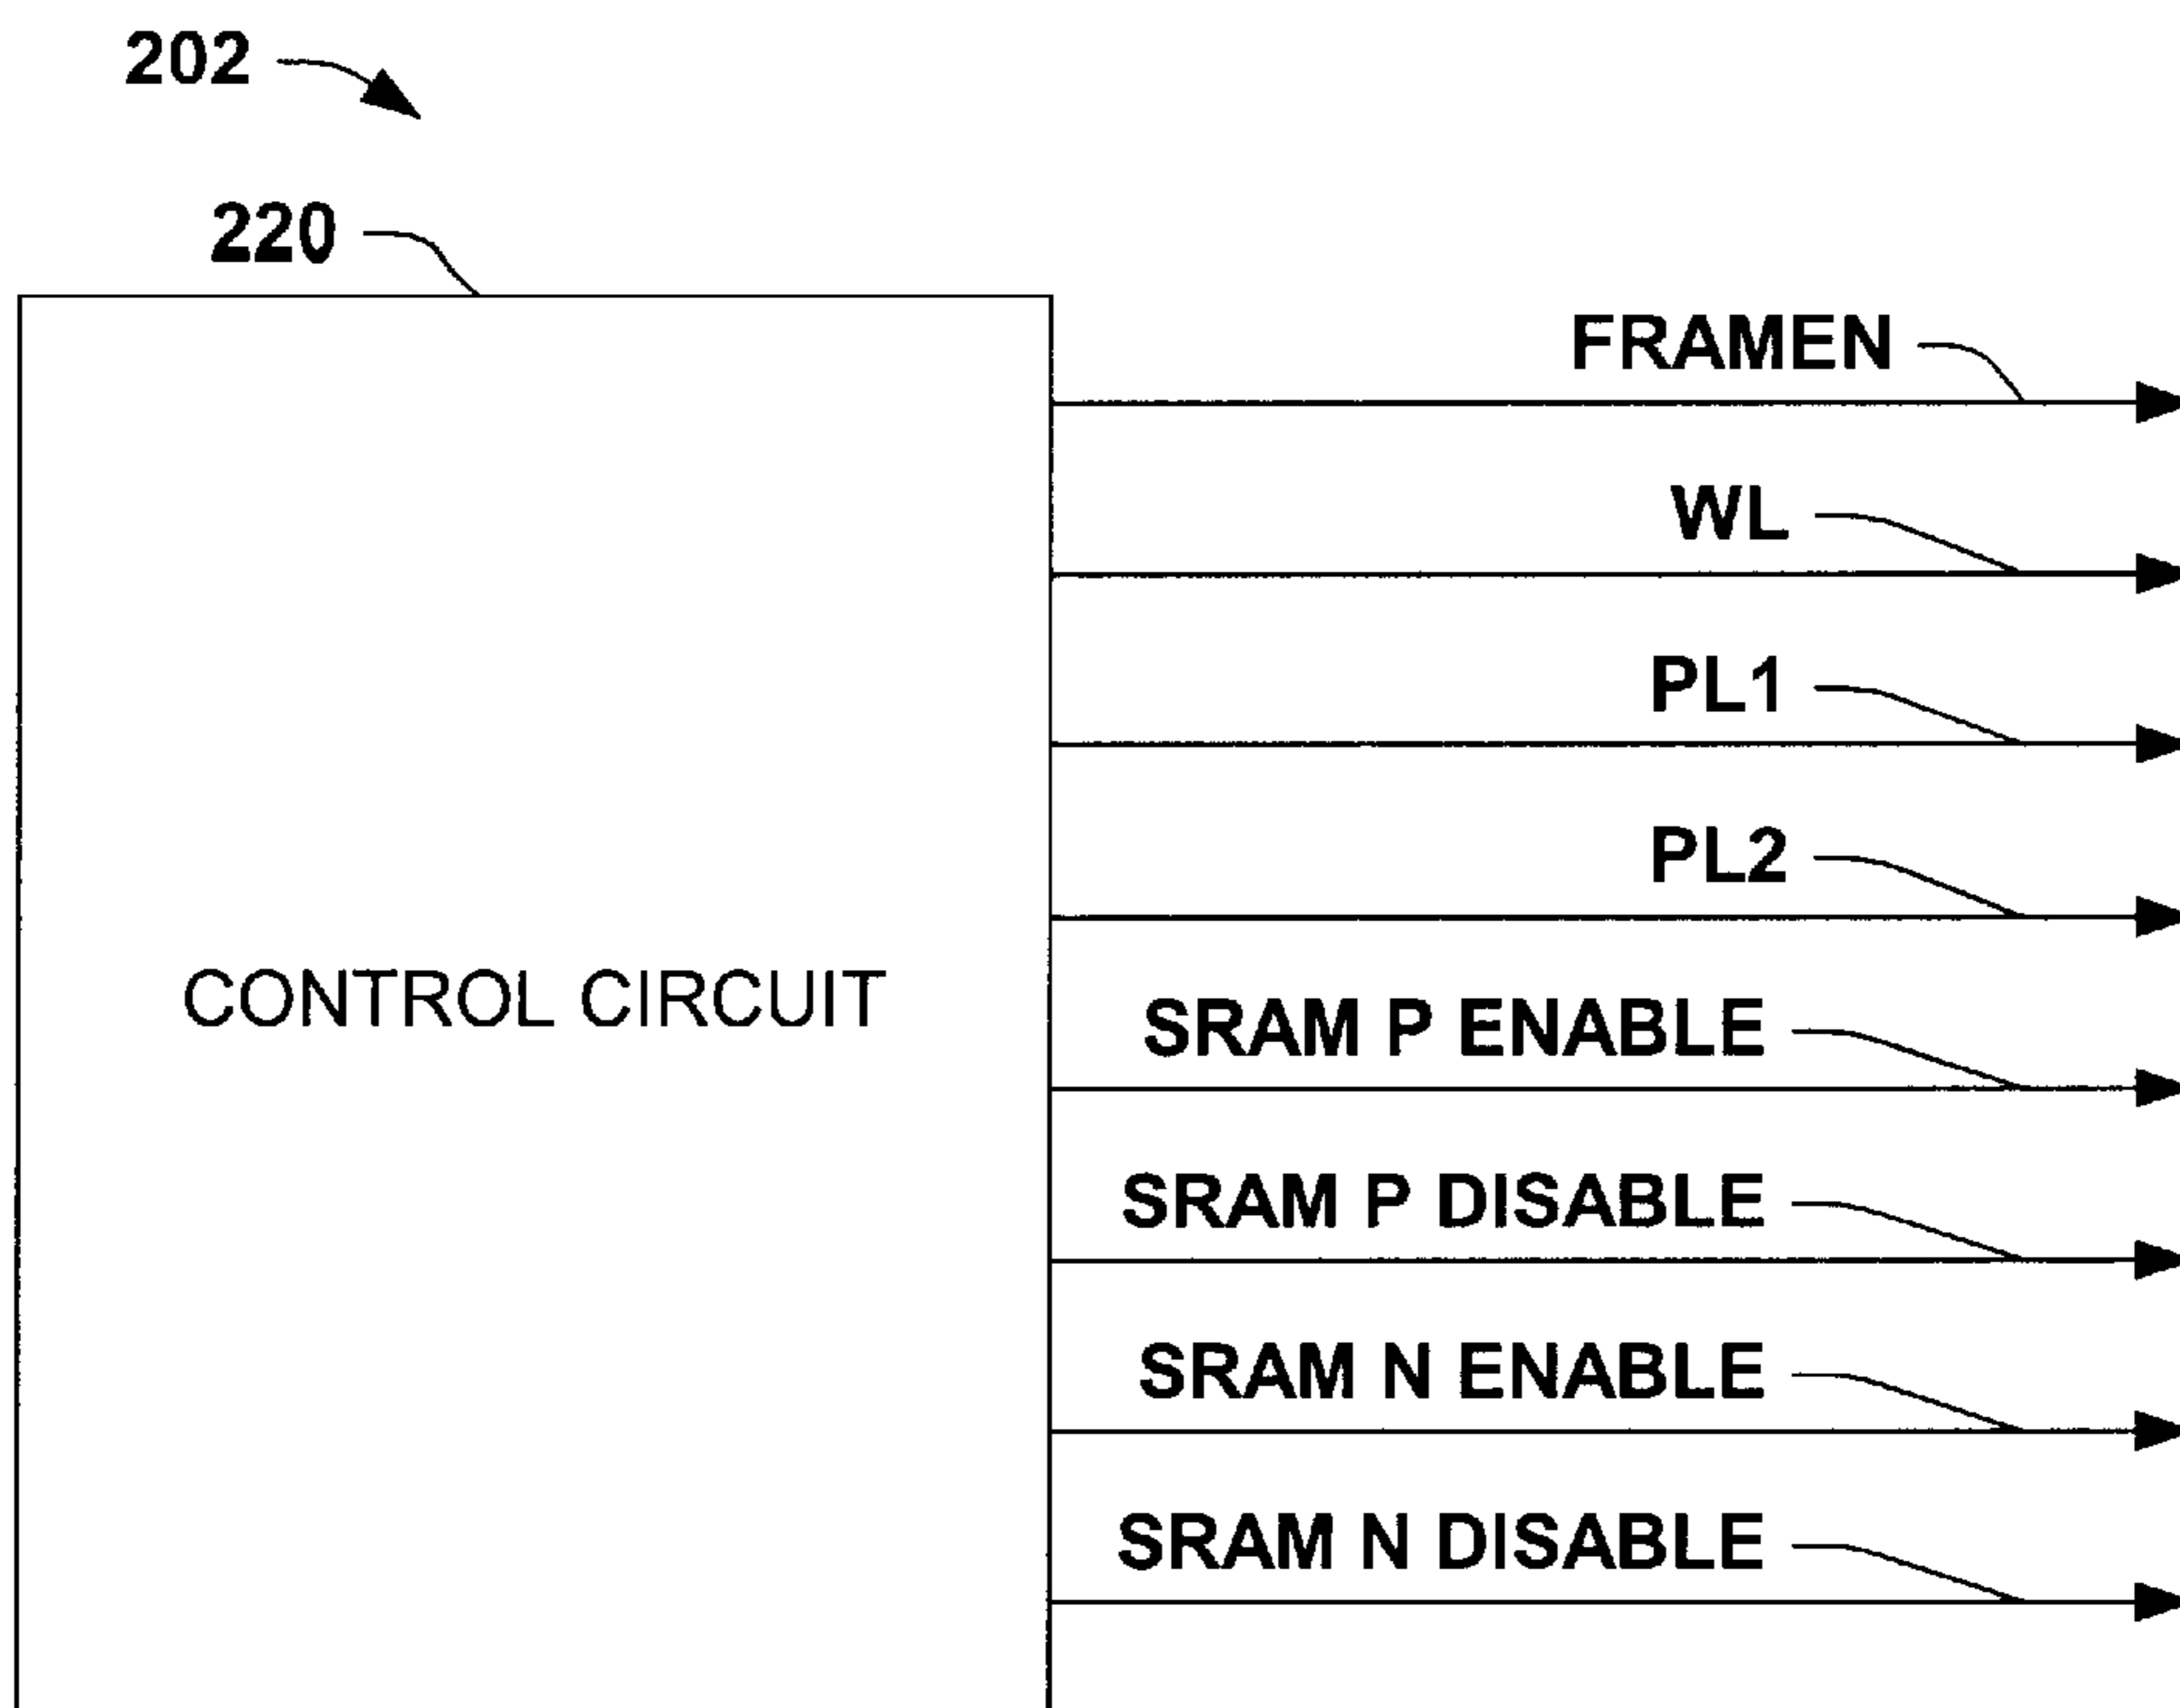 202
220
FRAMEN
WL
PL1
PL2
CONTROL CIRCUIT
SRAM P ENABLE
SRAM P DISABLE
SRAM N ENABLE
SRAM N DISABLE